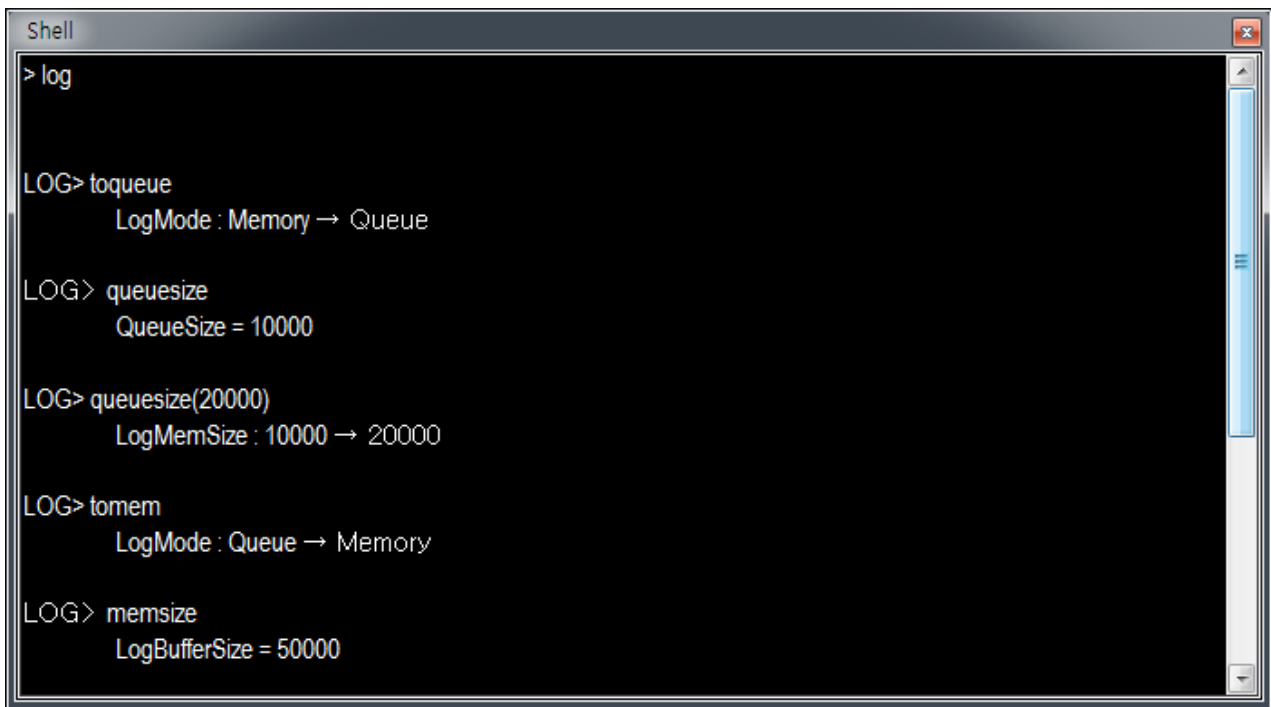 Shell
> log
LOG> toqueue
LogMode : Memory → Queue
LOG> queuesize
QueueSize = 10000
LOG> queuesize(20000)
LogMemSize : 10000 → 20000
LOG> tomem
LogMode : Queue → Memory
LOG> memsize
LogBufferSize = 50000